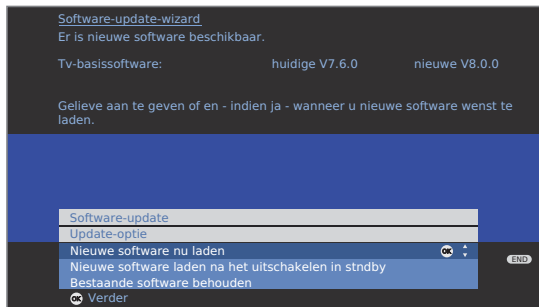 Software-update-wizard
Er is nieuwe software beschikbaar.
Tv-basissoftware: huidige V7.6.0 nieuwe V8.0.0
Gelieve aan te geven of en - indien ja - wanneer u nieuwe software wenst te
laden.
Software-update
Update-optie
Nieuwe software nu laden OK
END
Nieuwe software laden na het uitschakelen in stndby
Bestaande software behouden
OK Verder